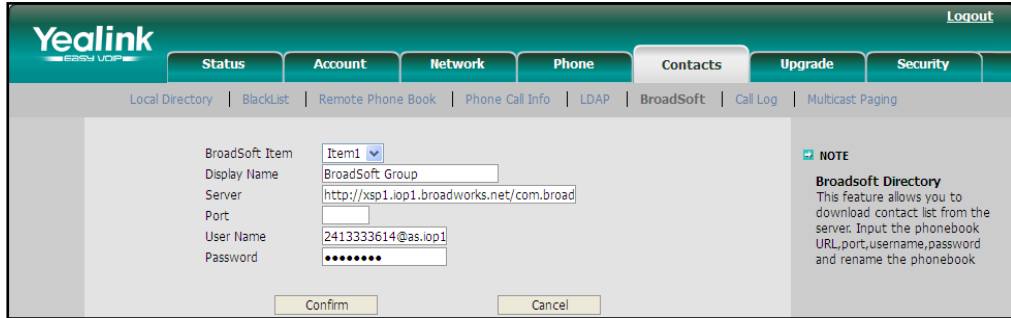 Logout
Yealink
EASY VOIP
Status Account Network Phone Contacts Upgrade Security
Local Directory | BlackList | Remote Phone Book | Phone Call Info | LDAP | BroadSoft | Call Log | Multicast Paging
BroadSoft Item Item1
Display Name BroadSoft Group
Server http://xsp1.iop1.broadworks.net/com.broad
Port
User Name 2413333614@as.iop1
Password ••••••••
Confirm Cancel
NOTE
Broadsoft Directory
This feature allows you to
download contact list from the
server. Input the phonebook
URL,port,username,password
and rename the phonebook